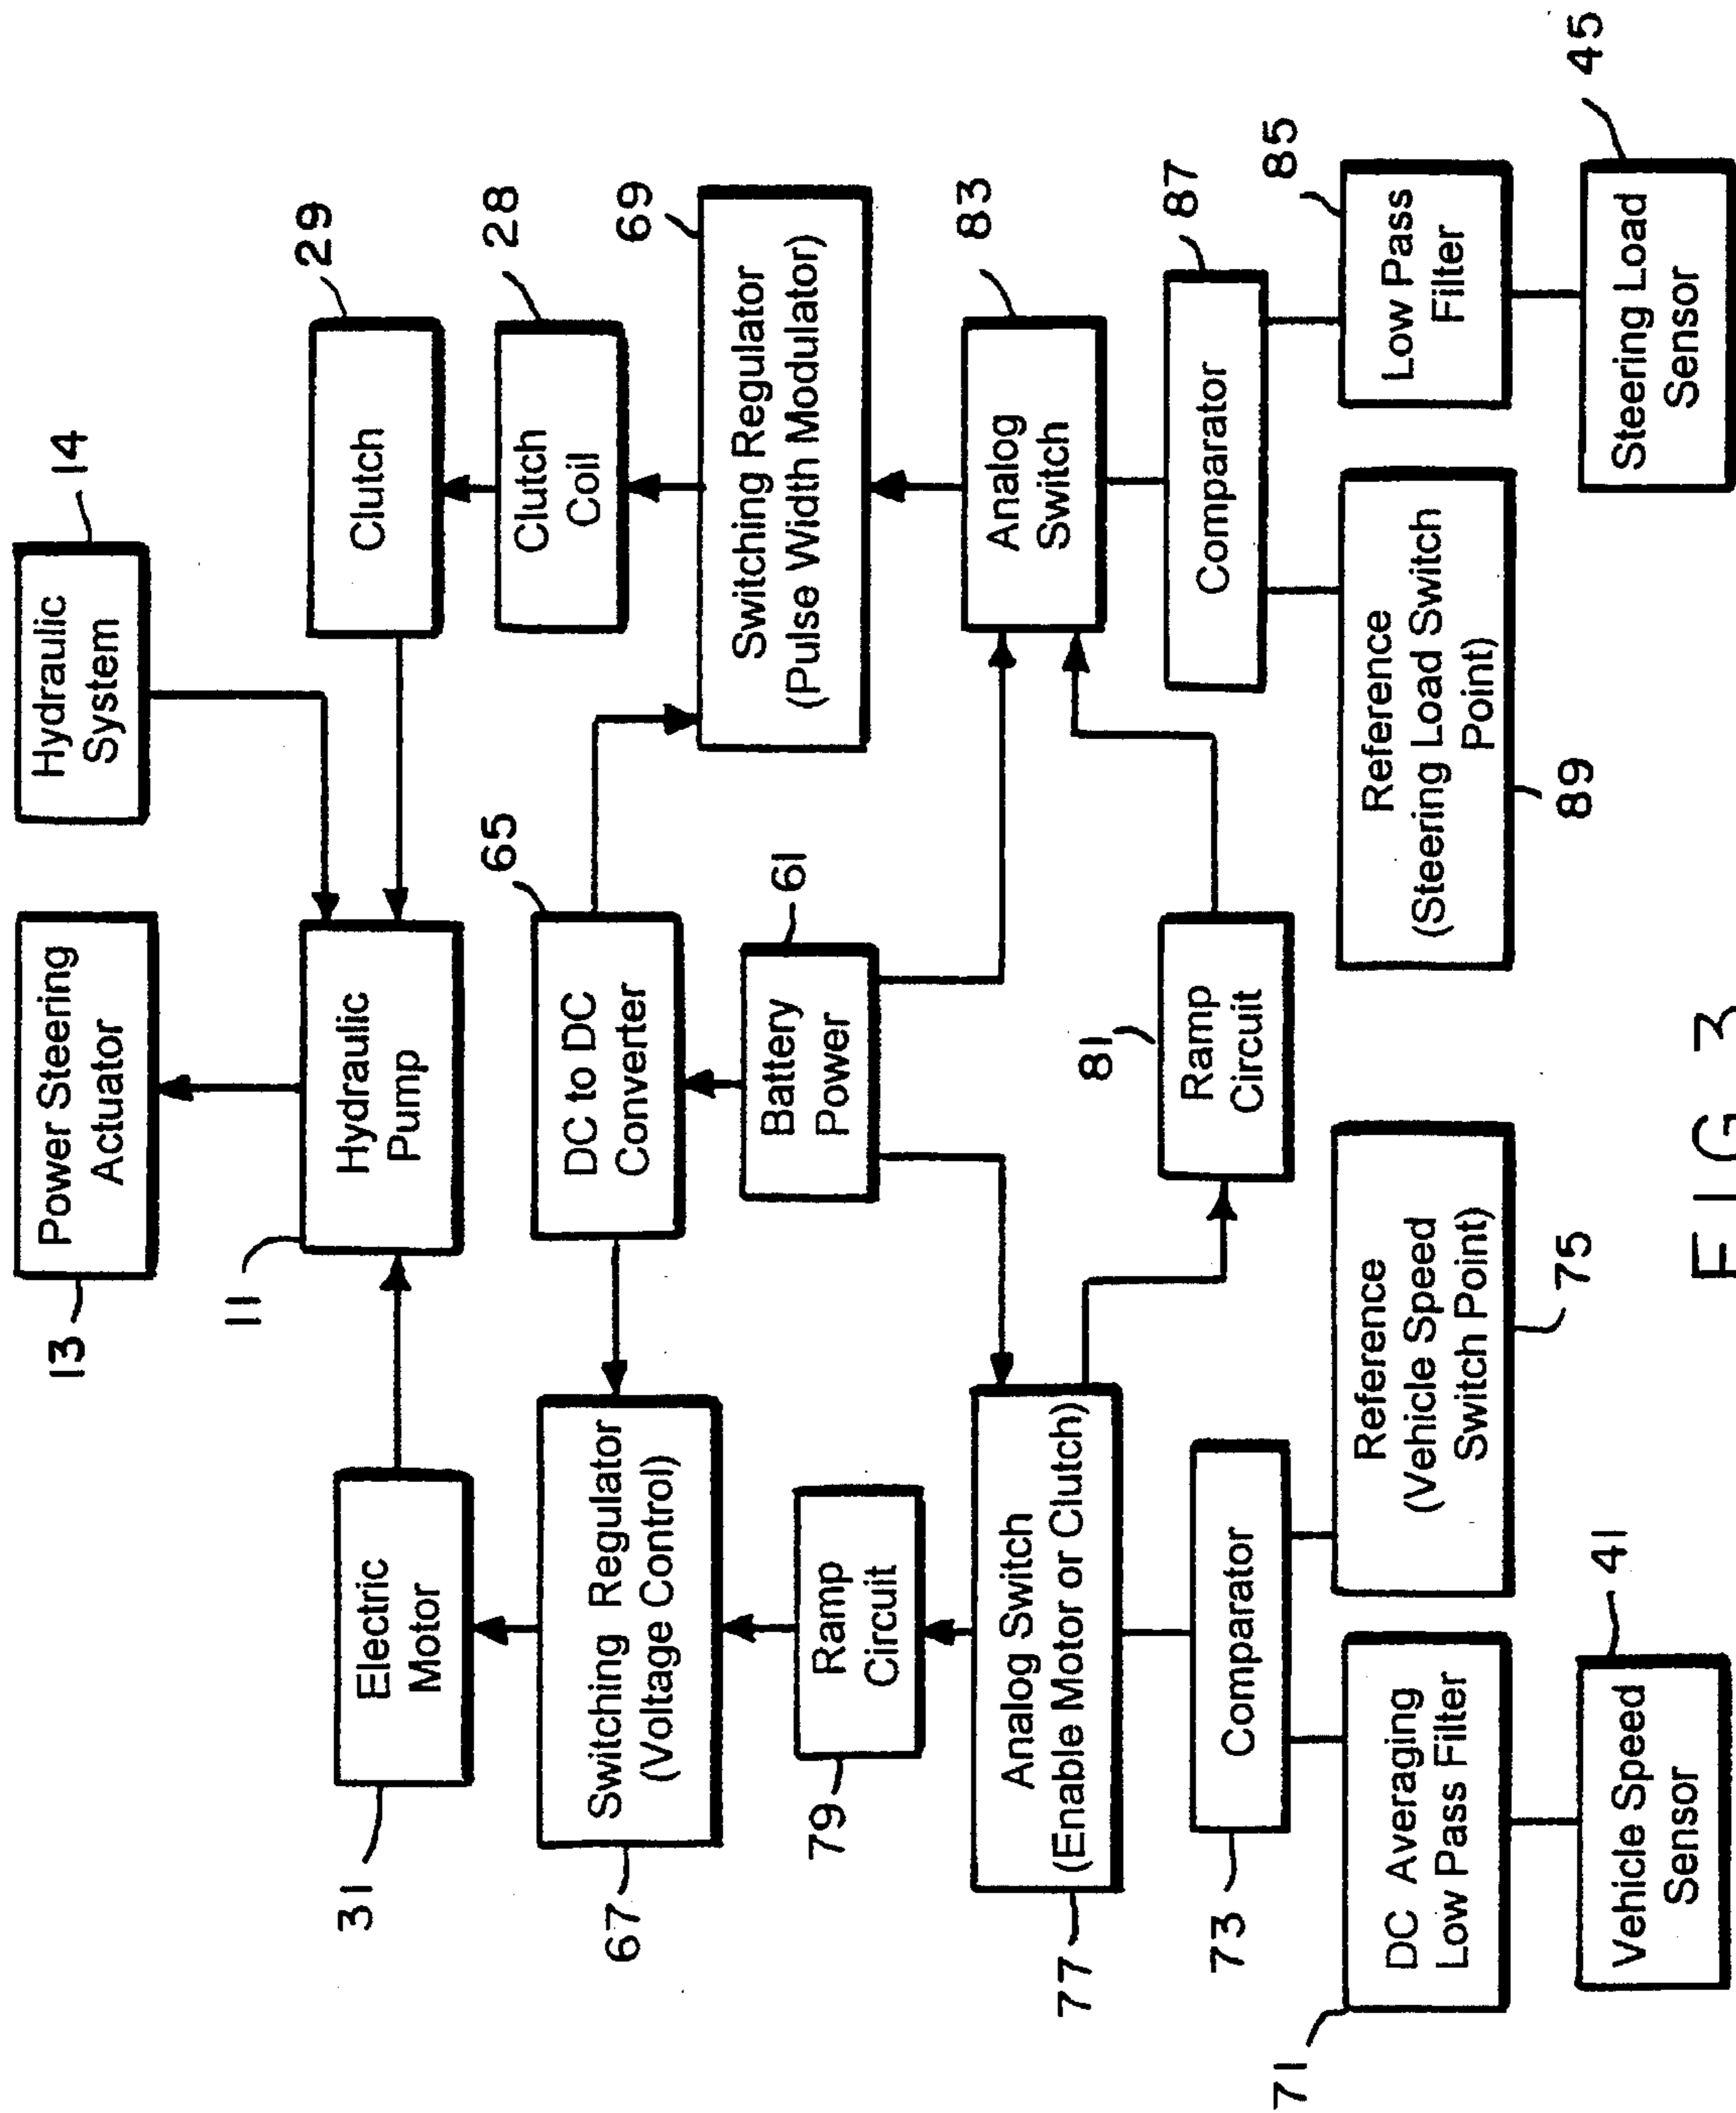 13
Power Steering
Actuator
Hydraulic
System
14
11
Hydraulic
Pump
31
Electric
Motor
Clutch
29
Clutch
Coil
28
65
DC to DC
Converter
67
Switching Regulator
(Voltage Control)
Switching Regulator
(Pulse Width Modulator)
69
Battery
Power
61
79
Ramp
Circuit
77
Analog Switch
(Enable Motor or Clutch)
Analog
Switch
83
81
Ramp
Circuit
73
Comparator
Comparator
87
71
DC Averaging
Low Pass Filter
Reference
(Vehicle Speed
Switch Point)
75
Reference
(Steering Load Switch
Point)
89
Low Pass
Filter
85
Vehicle Speed
Sensor
41
Steering Load
Sensor
45
FIG 3